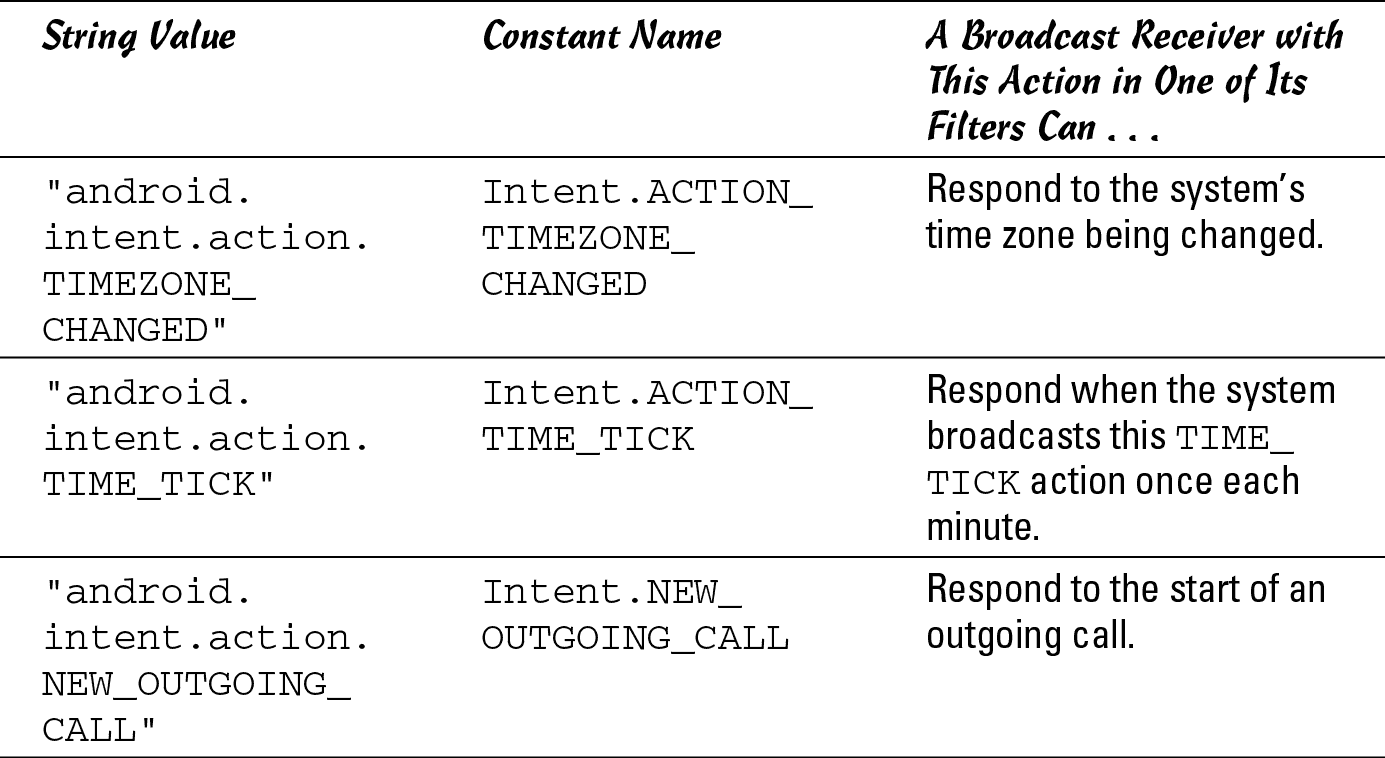 String Value
Constant Name
A Broadcast Receiver with
This Action in One of Its
Filters Can . . .
"android.
intent.action.
TIMEZONE_
CHANGED"
Intent.ACTION_
TIMEZONE_
CHANGED
Respond to the system’s
time zone being changed.
"android.
intent.action.
TIME_TICK"
Intent.ACTION_
TIME_TICK
Respond when the system
broadcasts this TIME_
TICK action once each
minute.
"android.
intent.action.
NEW_OUTGOING_
CALL"
Intent.NEW_
OUTGOING_CALL
Respond to the start of an
outgoing call.